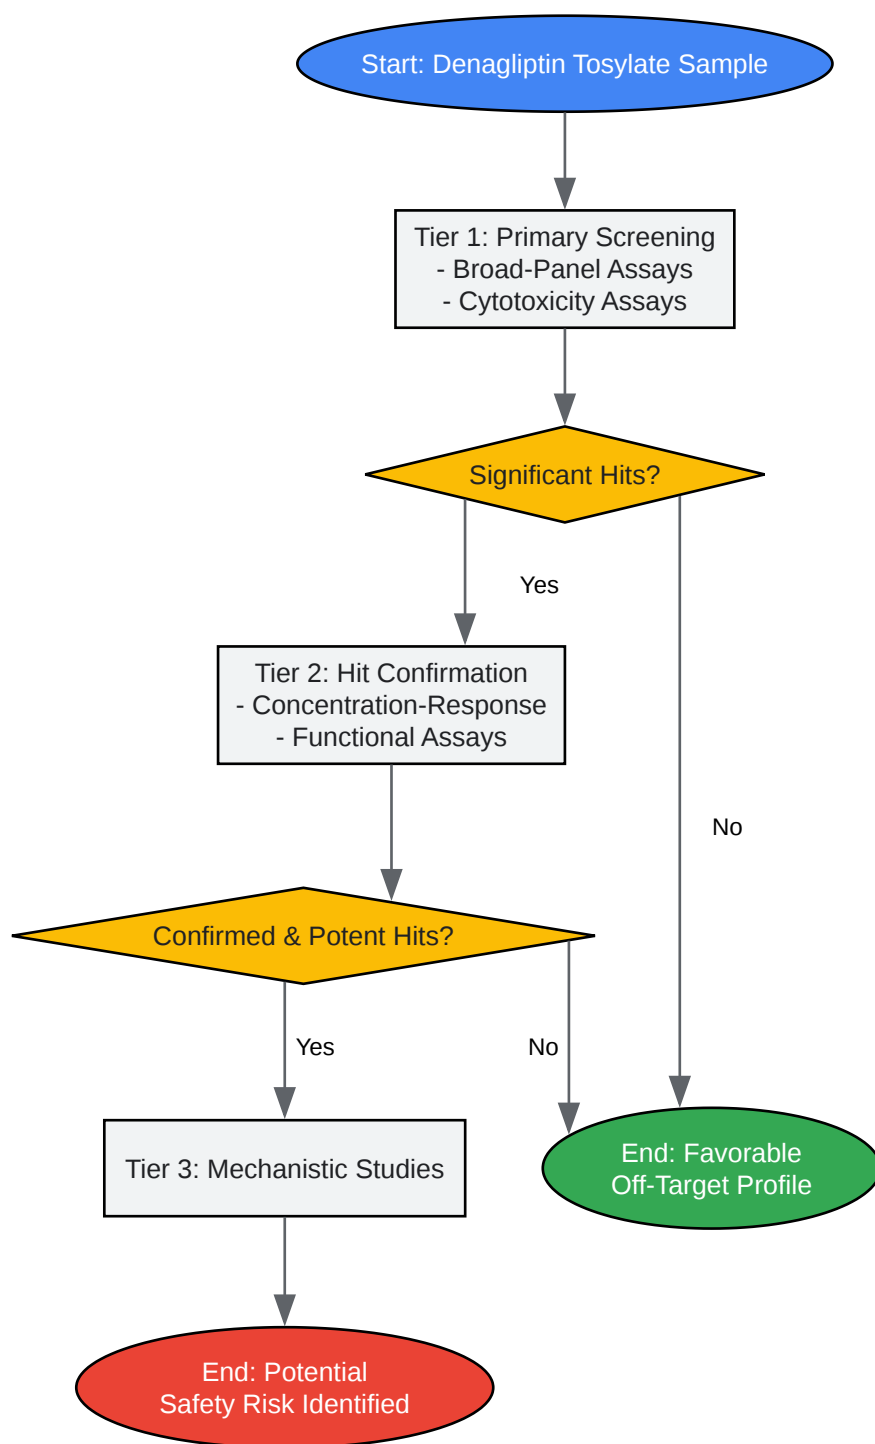 Start: Denagliptin Tosylate Sample
Tier 1: Primary Screening
- Broad-Panel Assays
- Cytotoxicity Assays
Significant Hits?
Yes
Tier 2: Hit Confirmation
- Concentration-Response
- Functional Assays
No
Confirmed & Potent Hits?
Yes
No
Tier 3: Mechanistic Studies
End: Favorable
Off-Target Profile
End: Potential
Safety Risk Identified